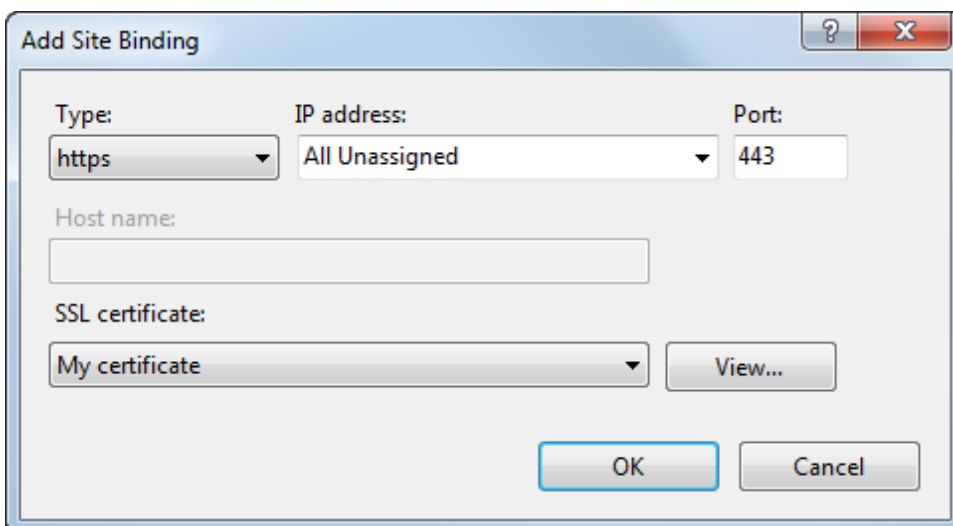 Add Site Binding
Type: IP address: Port:
https All Unassigned 443
Host name:
SSL certificate:
My certificate View...
OK Cancel